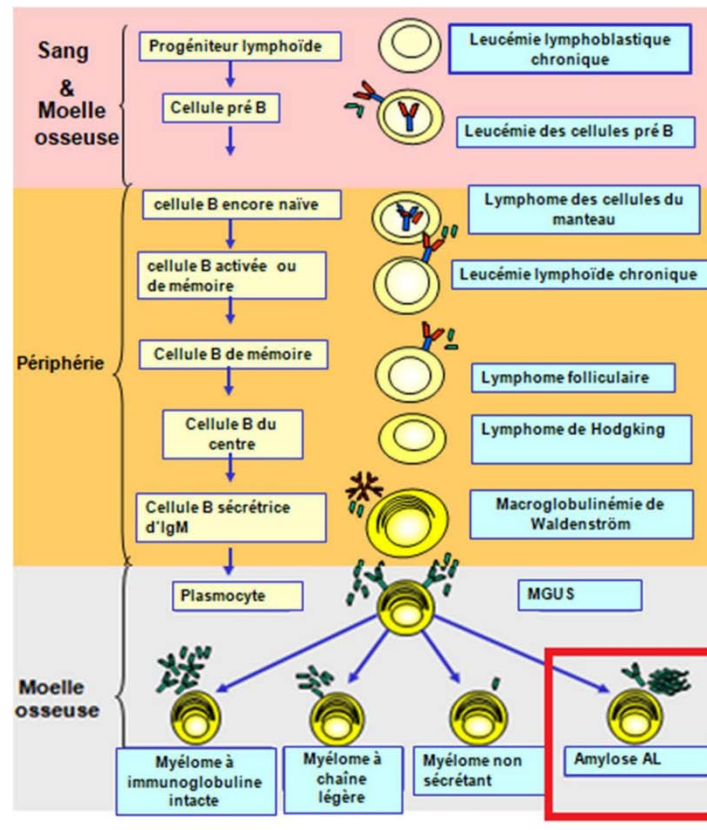 Sang
&
Moelle
osseuse
Progéniteur lymphoïde
Leucémie lymphoblastique
chronique
Cellule pré B
Leucémie des cellules pré B
Périphérie
cellule B encore naïve
Lymphome des cellules du
manteau
cellule B activée ou
de mémoire
Leucémie lymphoïde chronique
Cellule B de mémoire
Lymphome folliculaire
Cellule B du
centre
Lymphome de Hodgking
Cellule B sécrétrice
d'IgM
Macroglobulinémie de
Waldenström
Moelle
osseuse
Plasmocyte
MGUS
Myélome à
immunoglobuline
intacte
Myélome à
chaîne
légère
Myélome non
sécrétant
Amylose AL